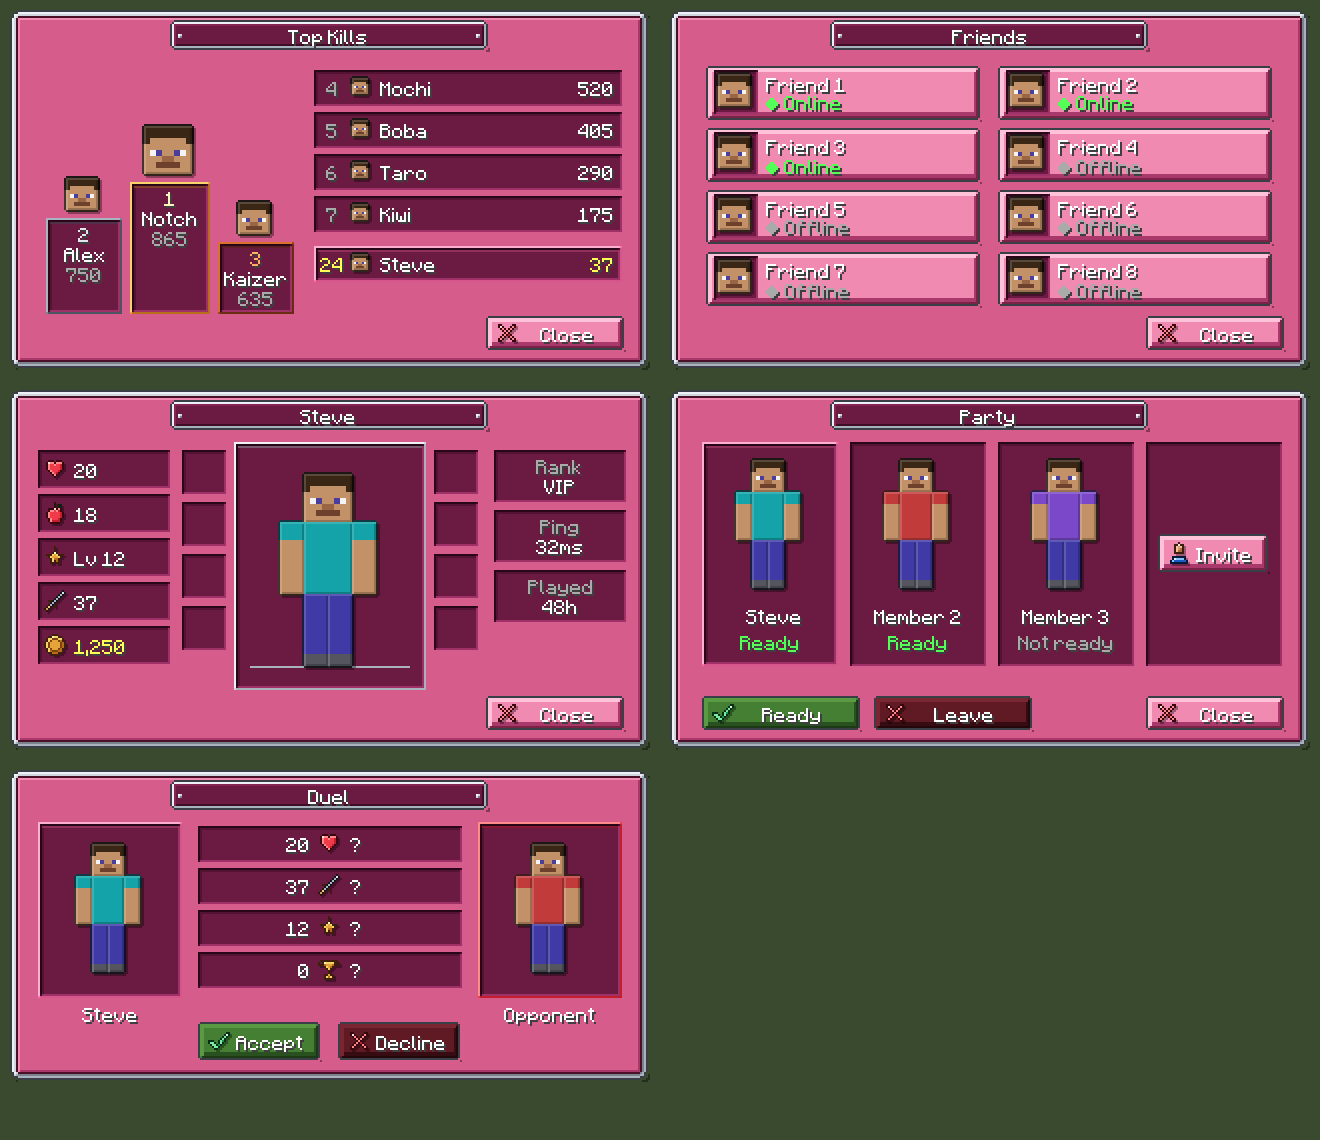 Top Kills
1
Notch
865
2
Alex
750
3
Kaizer
635
4 Mochi 520
5 Boba 405
6 Taro 290
7 Kiwi 175
24 Steve 37
Close
Friends
Friend 1
Online
Friend 2
Online
Friend 3
Online
Friend 4
Offline
Friend 5
Offline
Friend 6
Offline
Friend 7
Offline
Friend 8
Offline
Close
Steve
20
18
Lv 12
37
1,250
Rank
VIP
Ping
32ms
Played
48h
Close
Party
Steve
Ready
Member 2
Ready
Member 3
Not ready
Invite
Ready
Leave
Close
Duel
20 ?
37 ?
12 ?
0 ?
Steve
Opponent
Accept
Decline